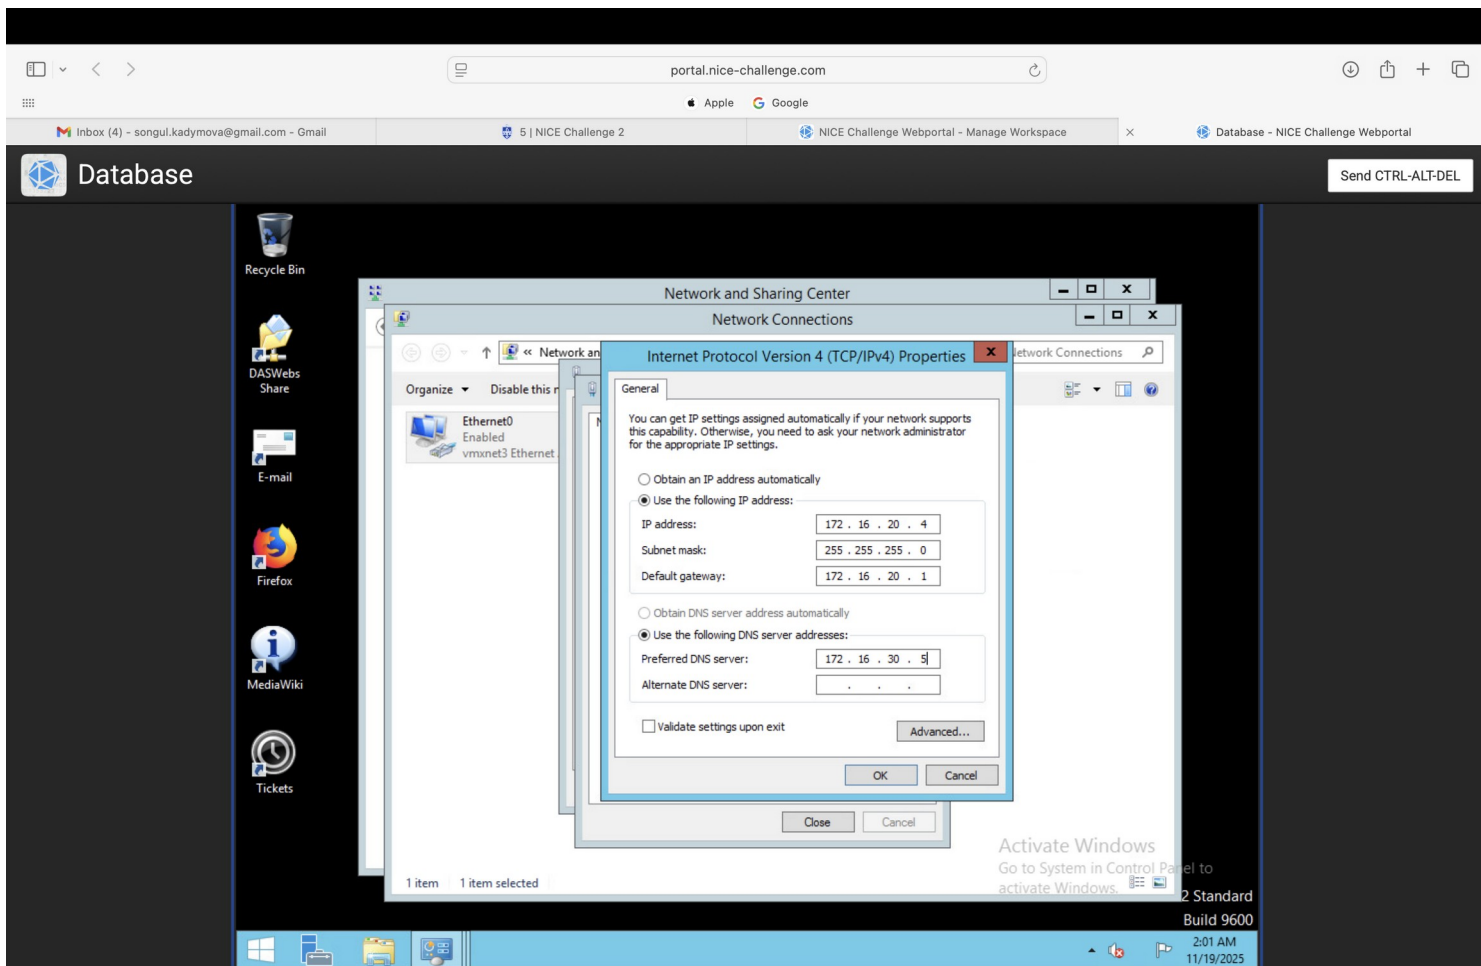 portal.nice-challenge.com
Apple
Google
Inbox (4) - songul.kadymova@gmail.com - Gmail
5 | NICE Challenge 2
NICE Challenge Webportal - Manage Workspace
Database - NICE Challenge Webportal
Database
Send CTRL-ALT-DEL
Recycle Bin
DASWebs
Share
E-mail
Firefox
MediaWiki
Tickets
Network and Sharing Center
Network Connections
« Network an
Internet Protocol Version 4 (TCP/IPv4) Properties
Network Connections
Organize
Disable this
Ethernet0
Enabled
vmxnet3 Ethernet
General
You can get IP settings assigned automatically if your network supports
this capability. Otherwise, you need to ask your network administrator
for the appropriate IP settings.
Obtain an IP address automatically
Use the following IP address:
IP address: 172 . 16 . 20 . 4
Subnet mask: 255 . 255 . 255 . 0
Default gateway: 172 . 16 . 20 . 1
Obtain DNS server address automatically
Use the following DNS server addresses:
Preferred DNS server: 172 . 16 . 30 . 5
Alternate DNS server: . . .
Validate settings upon exit
Advanced...
OK
Cancel
Close
Cancel
1 item
1 item selected
Activate Windows
Go to System in Control Panel to
activate Windows.
2 Standard
Build 9600
2:01 AM
11/19/2025